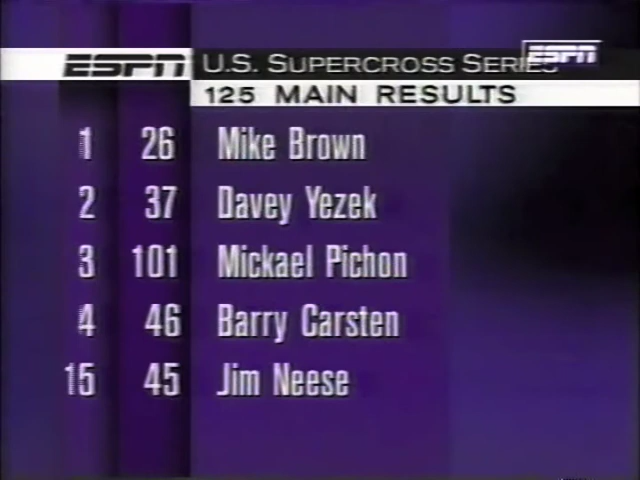 ESPN U.S. SUPERCROSS SERIES ESPN
125 MAIN RESULTS
1 26 Mike Brown
2 37 Davey Yezek
3 101 Mickael Pichon
4 46 Barry Carsten
15 45 Jim Neese